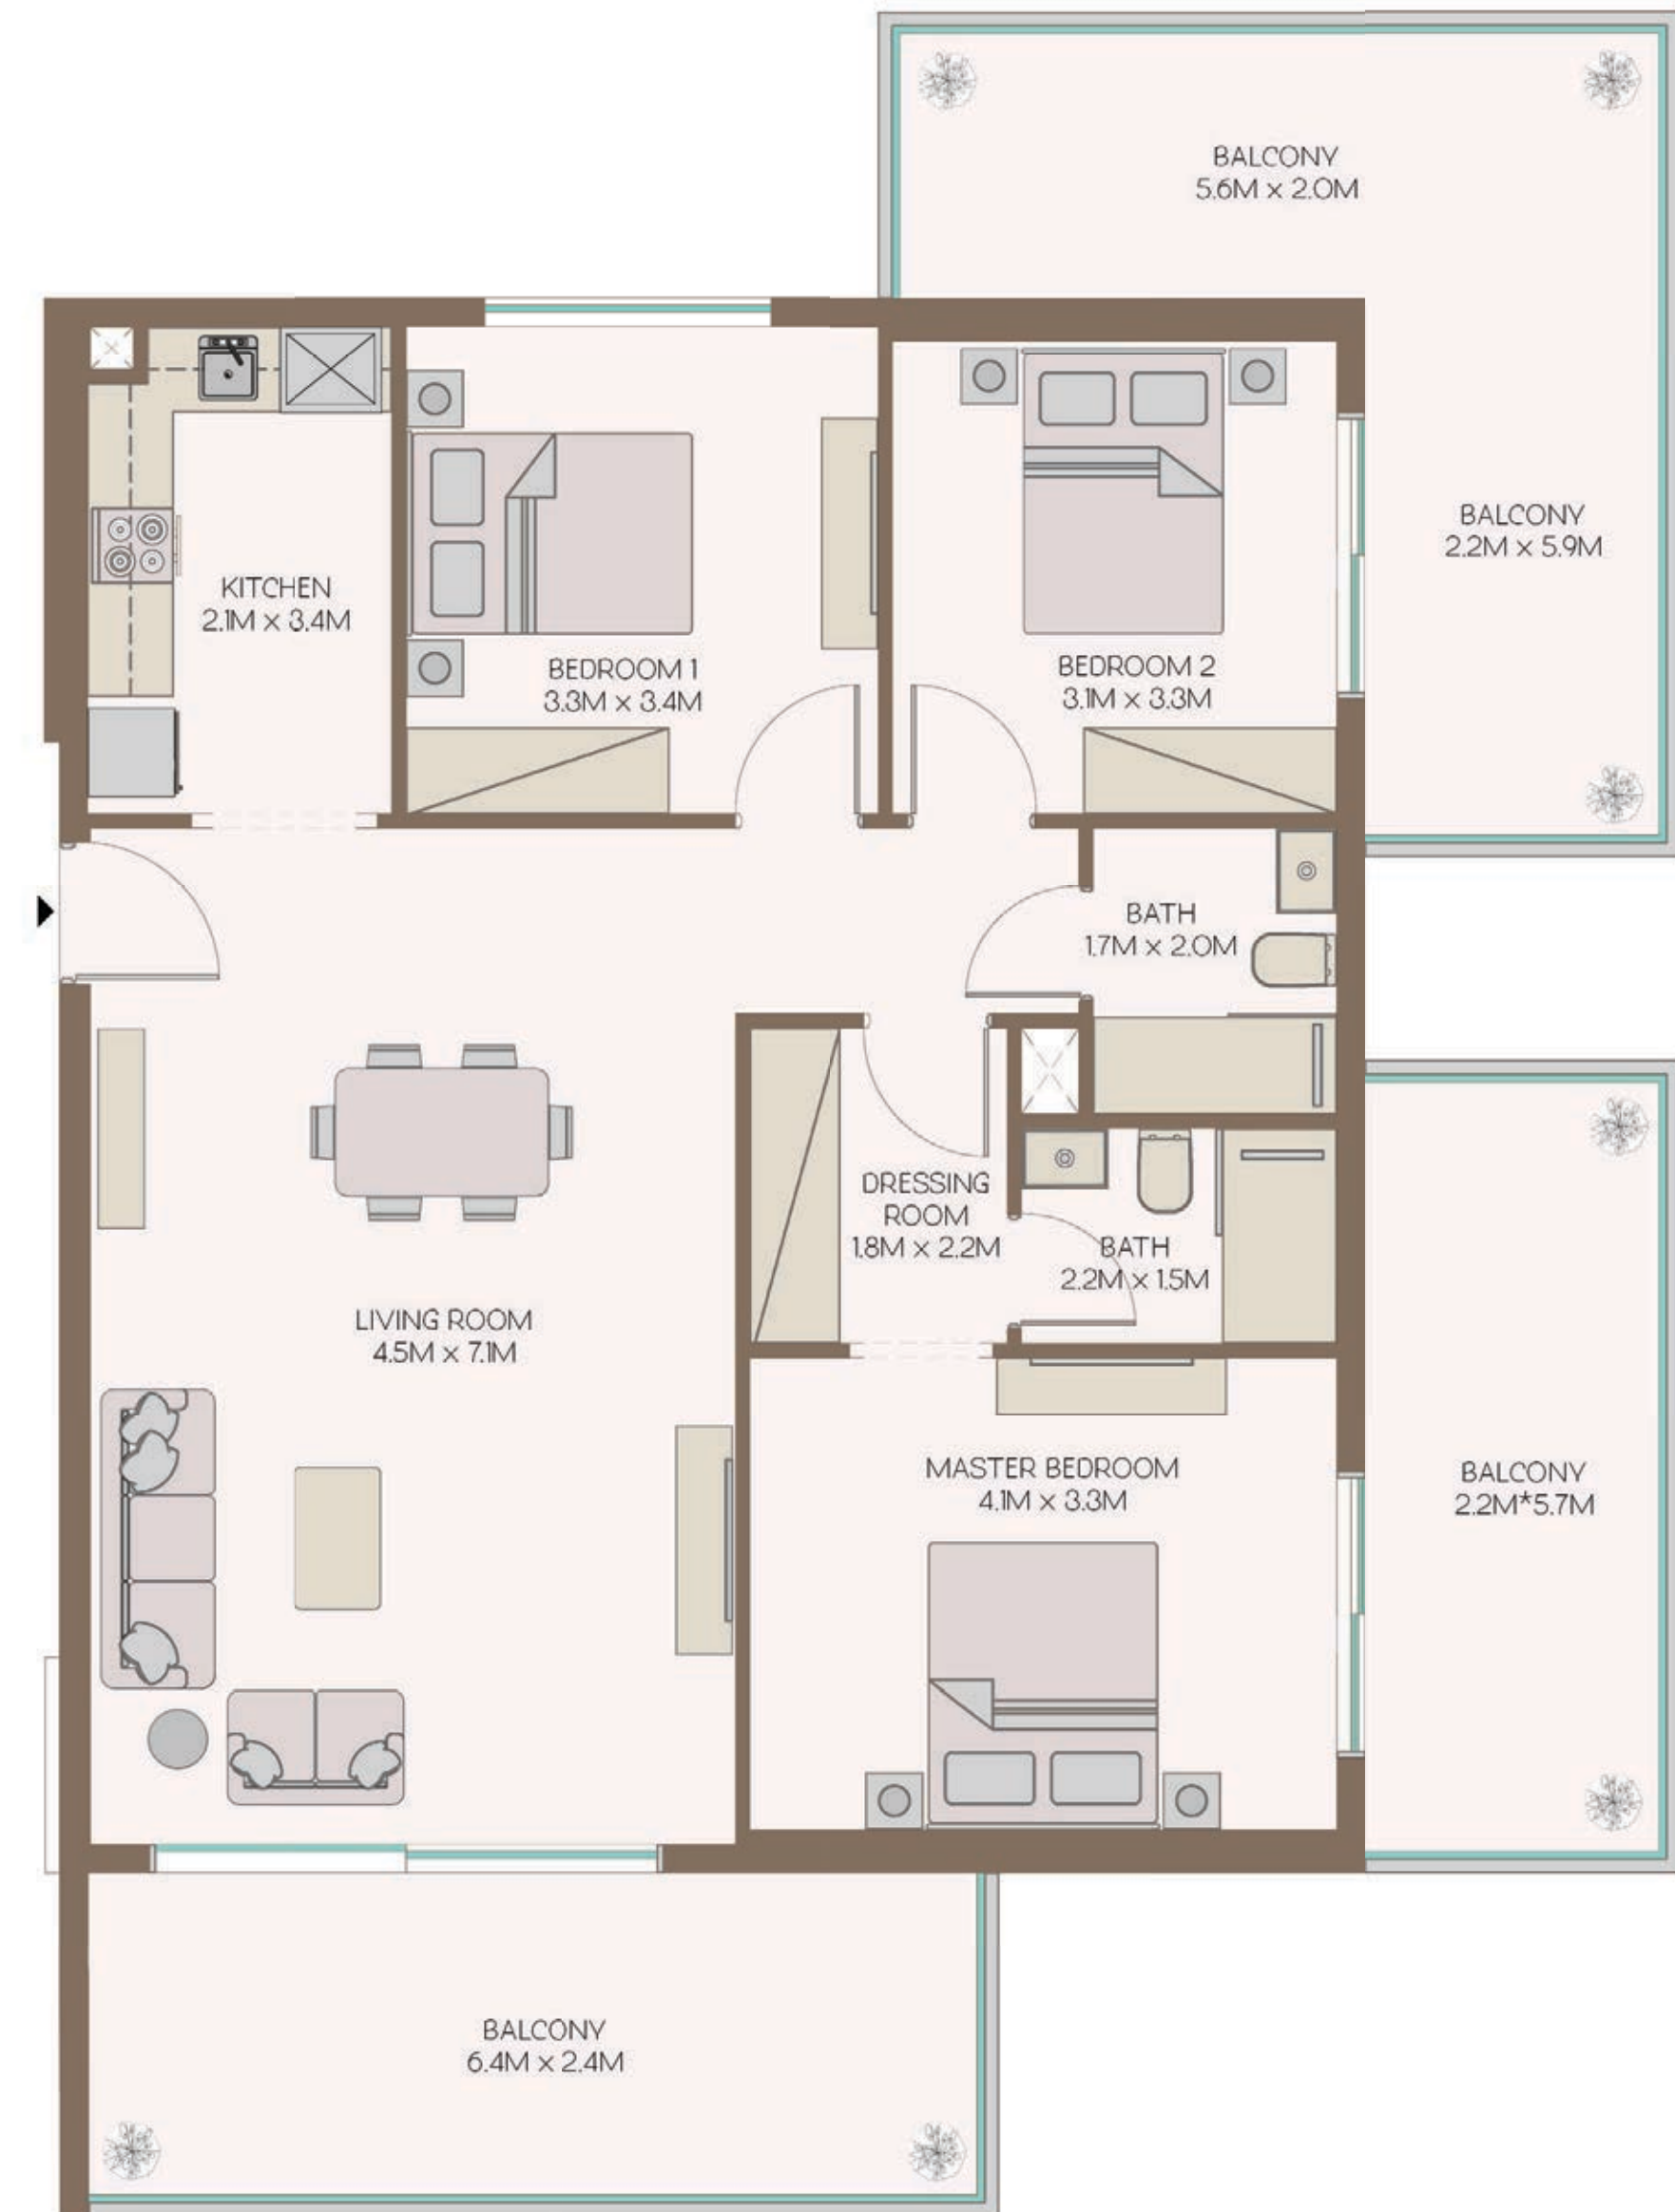 BALCONY
5.6M x 2.0M
BALCONY
2.2M x 5.9M
KITCHEN
2.1M x 3.4M
BEDROOM 1
3.3M x 3.4M
BEDROOM 2
3.1M x 3.3M
BATH
1.7M x 2.0M
DRESSING
ROOM
1.8M x 2.2M
BATH
2.2M x 1.5M
LIVING ROOM
4.5M x 7.1M
MASTER BEDROOM
4.1M x 3.3M
BALCONY
2.2M*5.7M
BALCONY
6.4M x 2.4M